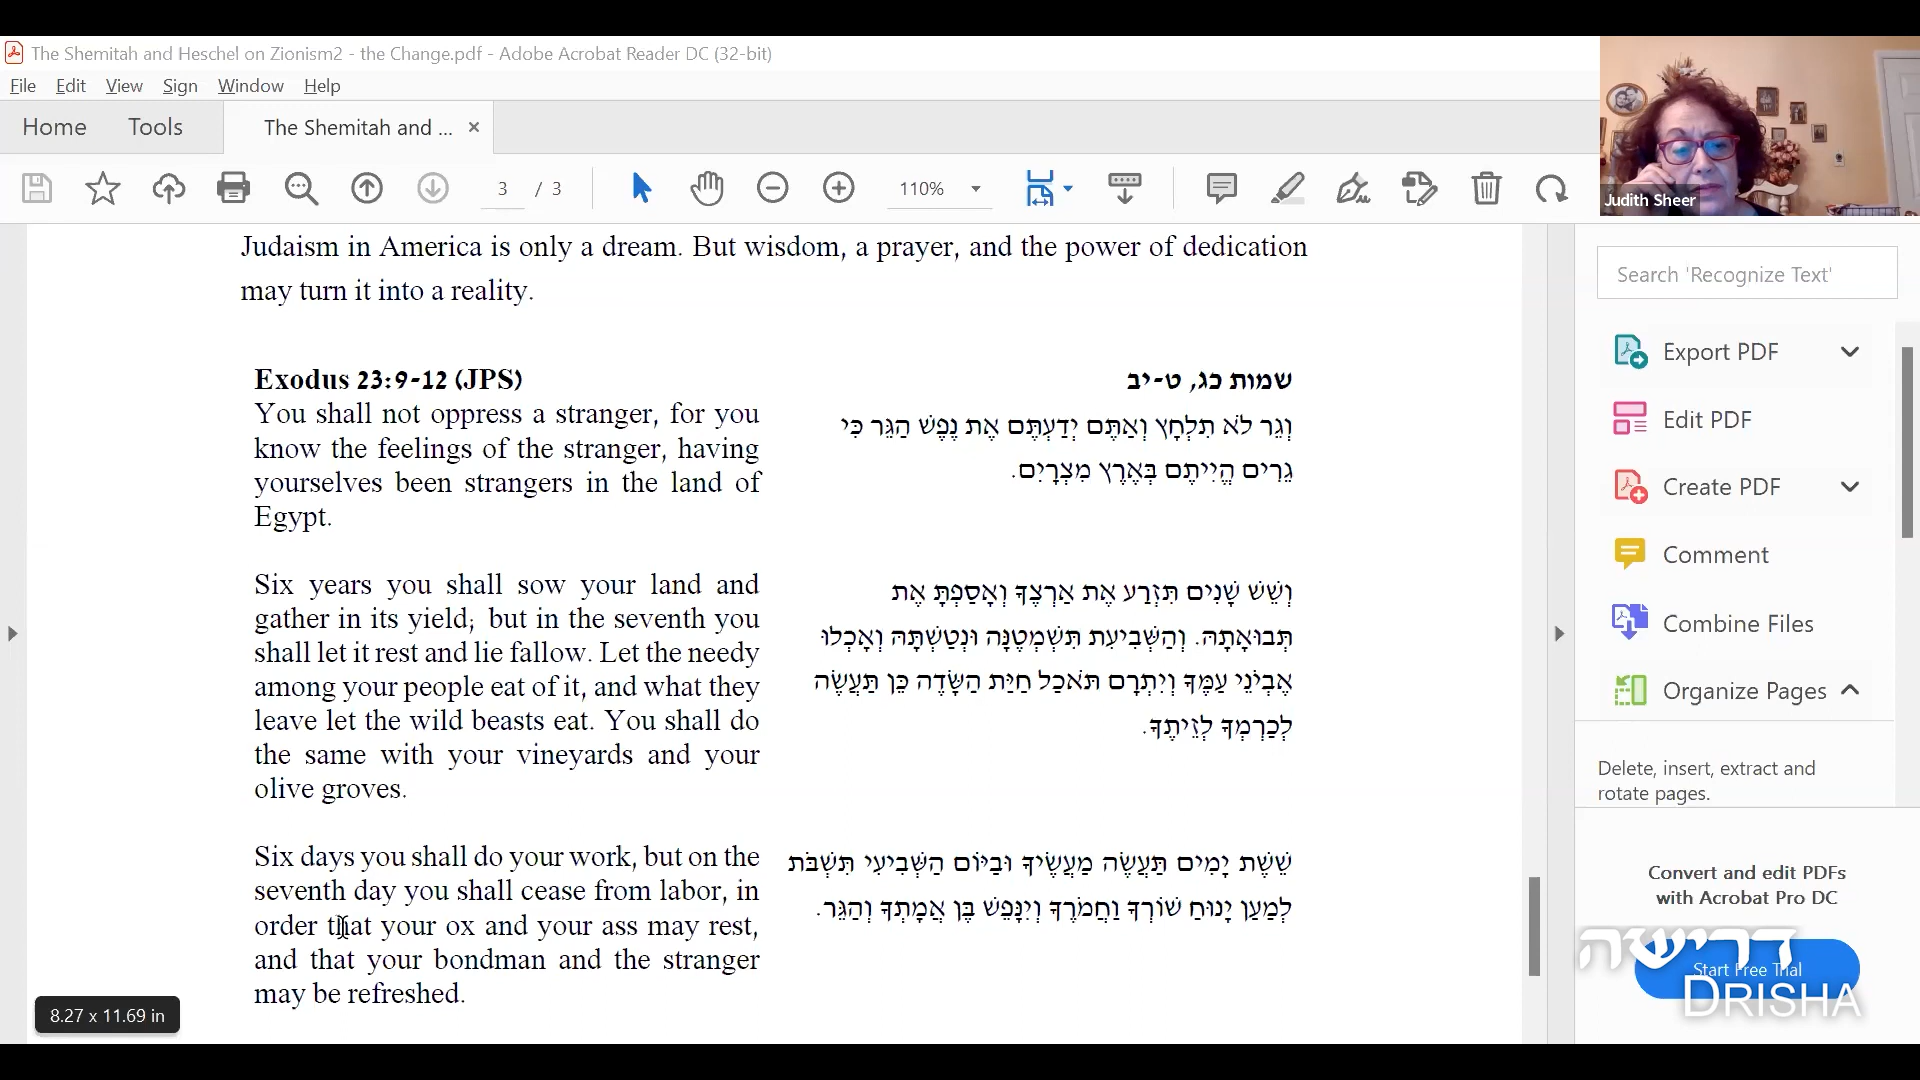 The Shemitah and Heschel on Zionism2 - the Change.pdf - Adobe Acrobat Reader DC (32-bit)
File Edit View Sign Window Help
Home Tools The Shemitah and ... ×
3 / 3 110%
Judith Sheer
Judaism in America is only a dream. But wisdom, a prayer, and the power of dedication
may turn it into a reality.
Exodus 23:9-12 (JPS)
You shall not oppress a stranger, for you
know the feelings of the stranger, having
yourselves been strangers in the land of
Egypt.
Six years you shall sow your land and
gather in its yield; but in the seventh you
shall let it rest and lie fallow. Let the needy
among your people eat of it, and what they
leave let the wild beasts eat. You shall do
the same with your vineyards and your
olive groves.
Six days you shall do your work, but on the
seventh day you shall cease from labor, in
order that your ox and your ass may rest,
and that your bondman and the stranger
may be refreshed.
שמות כג, ט-יב
וְגֵר לֹא תִלְחָץ וְאַתֶּם יְדַעְתֶּם אֶת נֶפֶשׁ הַגֵּר כִּי
גֵרִים הֱיִיתֶם בְּאֶרֶץ מִצְרָיִם.
וְשֵׁשׁ שָׁנִים תִּזְרַע אֶת אַרְצֶךָ וְאָסַפְתָּ אֶת
תְּבוּאָתָהּ. וְהַשְּׁבִיעִת תִּשְׁמְטֶנָּה וּנְטַשְׁתָּהּ וְאָכְלוּ
אֶבְיֹנֵי עַמֶּךָ וְיִתְרָם תֹּאכַל חַיַּת הַשָּׂדֶה כֵּן תַּעֲשֶׂה
לְכַרְמְךָ לְזֵיתֶךָ.
שֵׁשֶׁת יָמִים תַּעֲשֶׂה מַעֲשֶׂיךָ וּבַיּוֹם הַשְּׁבִיעִי תִּשְׁבֹּת
לְמַעַן יָנוּחַ שׁוֹרְךָ וַחֲמֹרֶךָ וְיִנָּפֵשׁ בֶּן אֲמָתְךָ וְהַגֵּר.
8.27 x 11.69 in
Search 'Recognize Text'
Export PDF
Edit PDF
Create PDF
Comment
Combine Files
Organize Pages
Delete, insert, extract and
rotate pages.
Convert and edit PDFs
with Acrobat Pro DC
Start Free Trial
דרישה
DRISHA